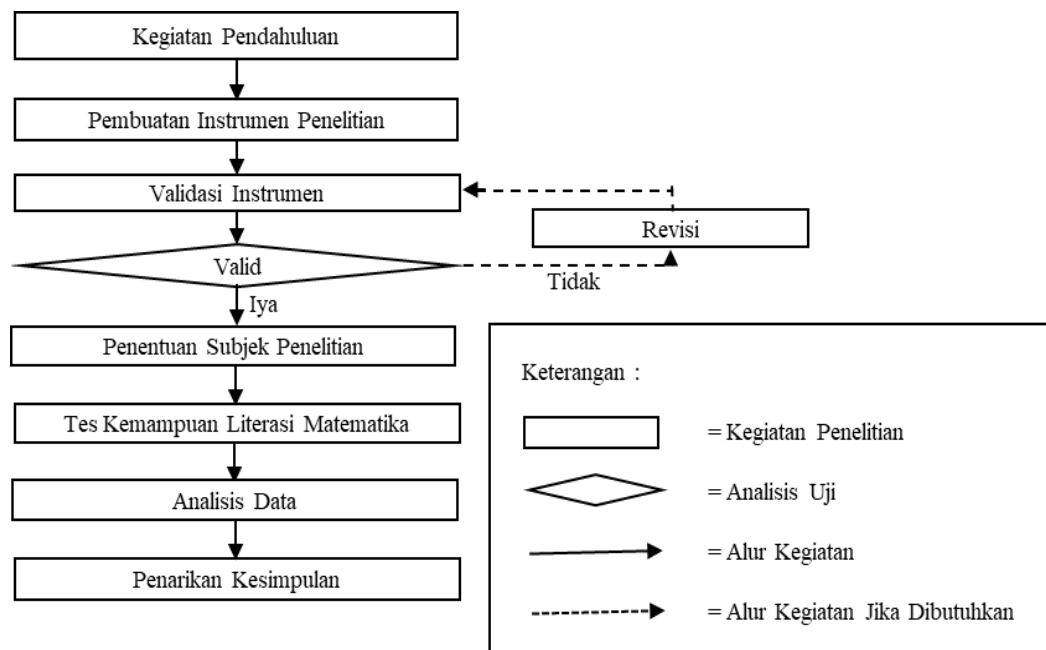 Kegiatan Pendahuluan
Pembuatan Instrumen Penelitian
Validasi Instrumen
Revisi
Valid
Tidak
Iya
Penentuan Subjek Penelitian
Tes Kemampuan Literasi Matematika
Analisis Data
Penarikan Kesimpulan
Keterangan :
= Kegiatan Penelitian
= Analisis Uji
= Alur Kegiatan
= Alur Kegiatan Jika Dibutuhkan